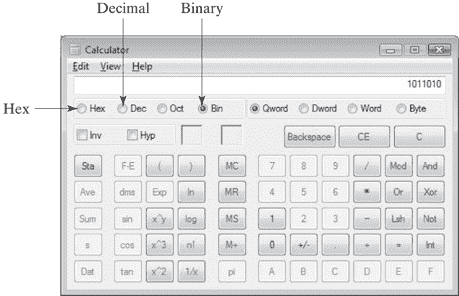 Decimal Binary
Calculator
Edit View Help
1011010
Hex
Hex Dec Oct Bin Qword Dword Word Byte
Inv Hyp Backspace CE C
Sta F-E ( ) MC 7 8 9 / Mod And
Ave dms Exp ln MR 4 5 6 * Or Xor
Sum sin x^y log MS 1 2 3 - Lsh Not
s cos x^3 n! M+ 0 +/- . + = Int
Dat tan x^2 1/x pi A B C D E F